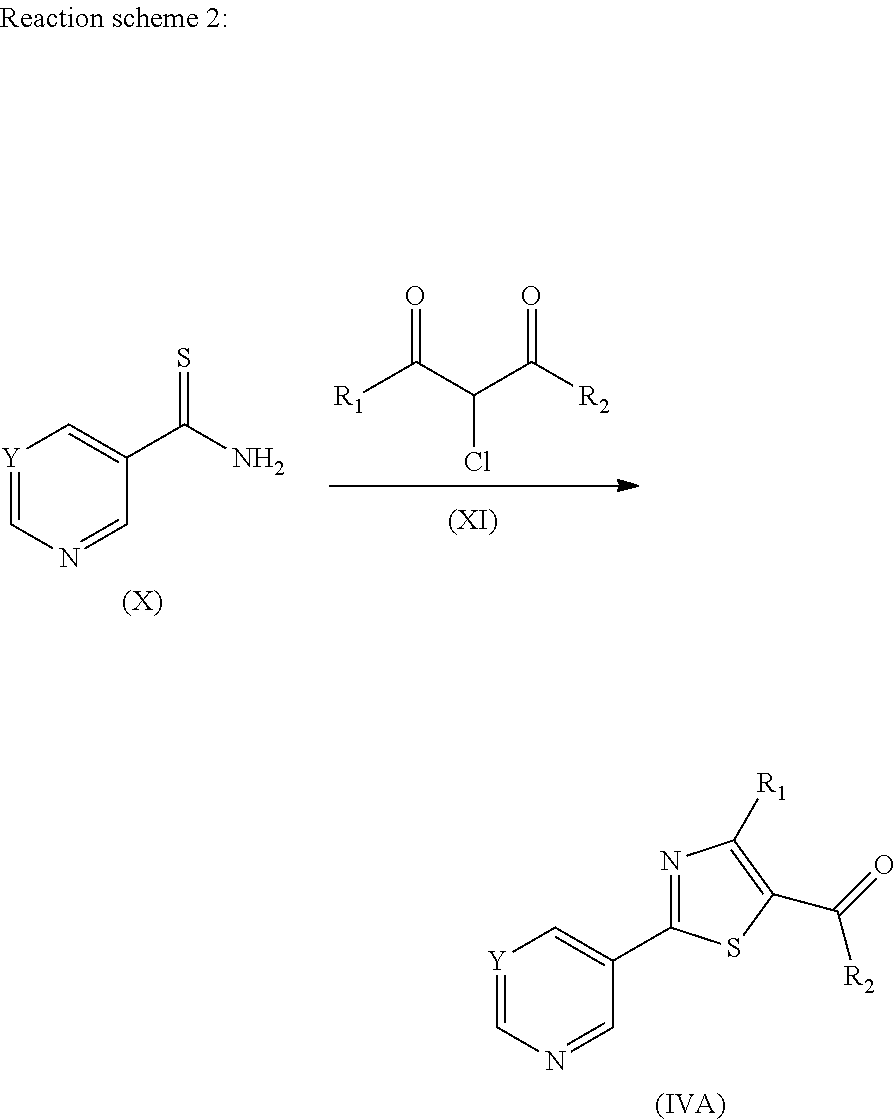 Reaction scheme 2:
O O
R1 R2
Cl
(XI)
S
Y NH2
N
(X)
R1
N O
S
Y R2
N
(IVA)